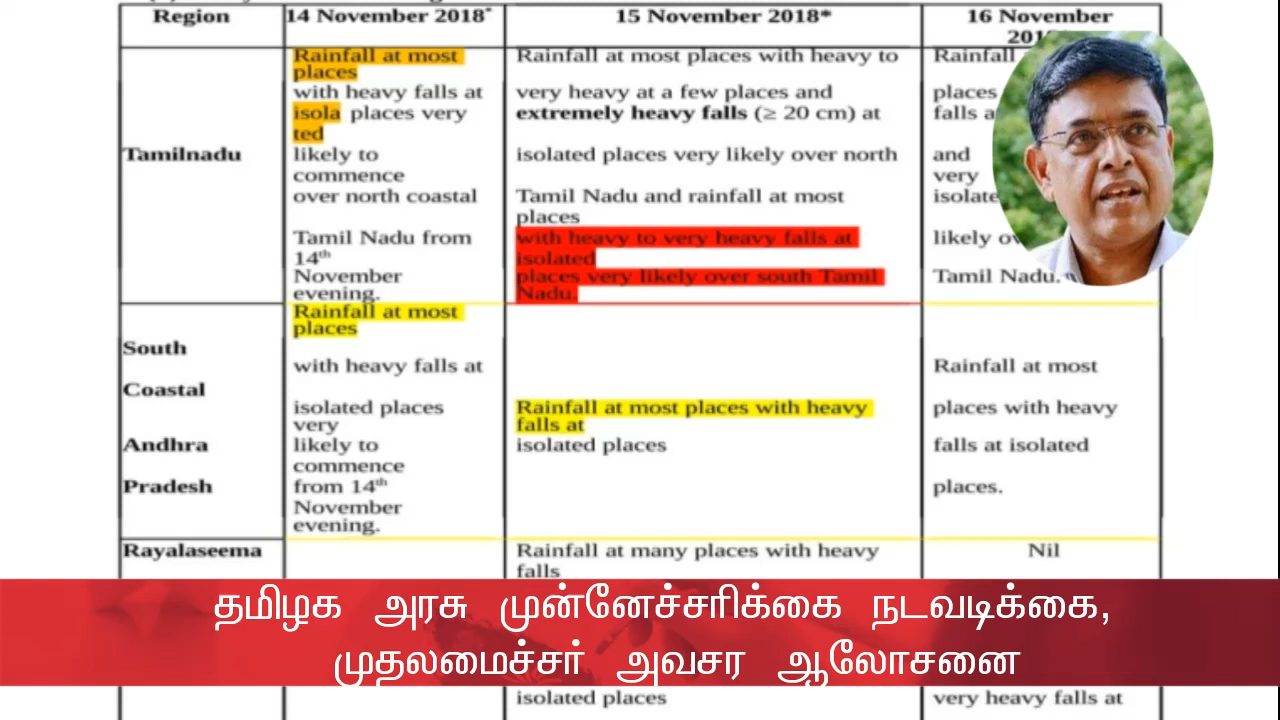 Region
14 November 2018*
15 November 2018*
16 November
Tamilnadu
Rainfall at most
places
with heavy falls at
isola places very
ted
likely to
commence
over north coastal
Tamil Nadu from
14th
November
evening.
Rainfall at most places with heavy to
very heavy at a few places and
extremely heavy falls (≥ 20 cm) at
isolated places very likely over north
Tamil Nadu and rainfall at most
places
with heavy to very heavy falls at
isolated
places very likely over south Tamil
Nadu.
Rainfall
places
falls
and
very
likely
Tamil Nadu.
South
Coastal
Andhra
Pradesh
Rainfall at most
places
with heavy falls at
isolated places
very
likely to
commence
from 14th
November
evening.
Rainfall at most places with heavy
falls at
isolated places
Rainfall at most
places with heavy
falls at isolated
places.
Rayalaseema
Rainfall at many places with heavy
falls
Nil
தமிழக அரசு முன்னேச்சரிக்கை நடவடிக்கை,
முதலமைச்சர் அவசர ஆலோசனை
isolated places
very heavy falls at